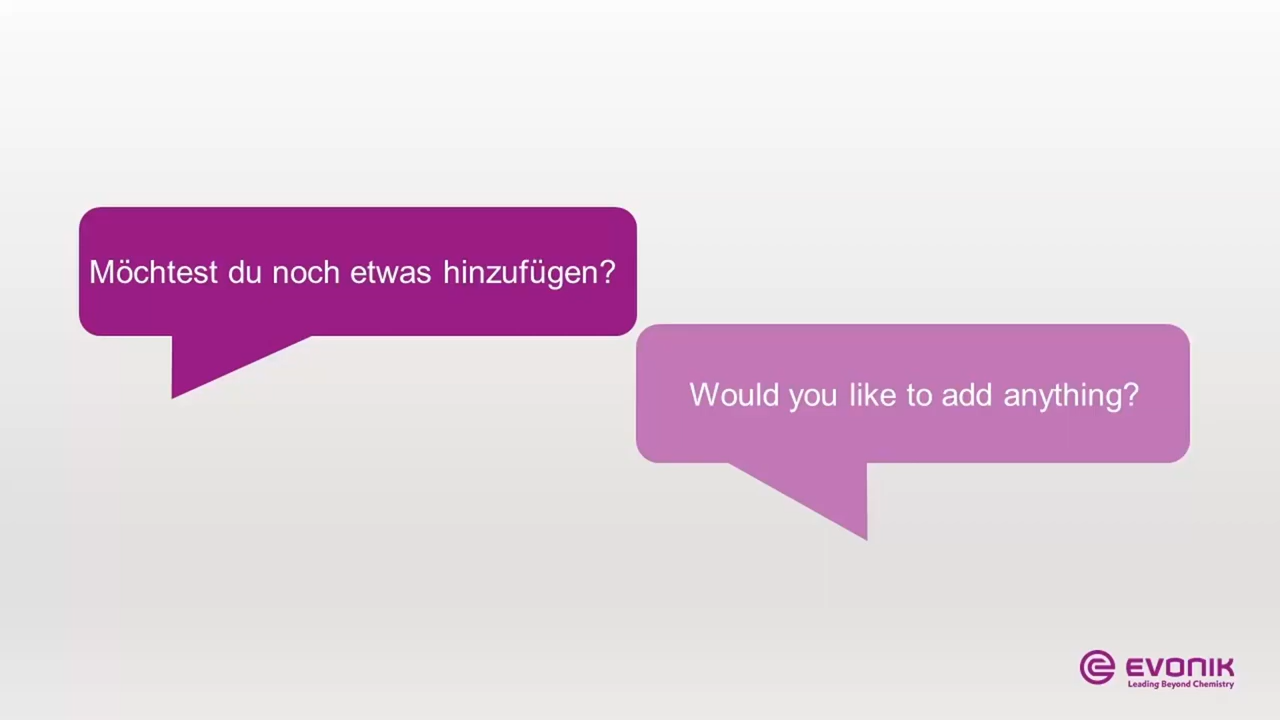 Möchtest du noch etwas hinzufügen?
Would you like to add anything?
EVONIK
Leading Beyond Chemistry